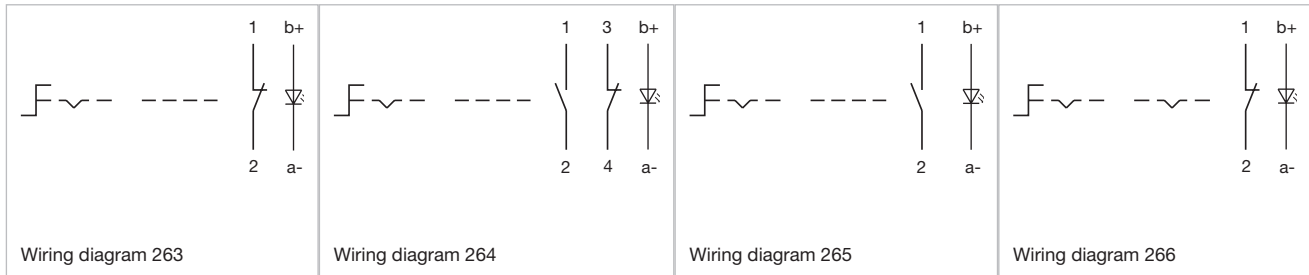 1 b+
2 a-
Wiring diagram 263
1 3 b+
2 4 a-
Wiring diagram 264
1 b+
2 a-
Wiring diagram 265
1 b+
2 a-
Wiring diagram 266